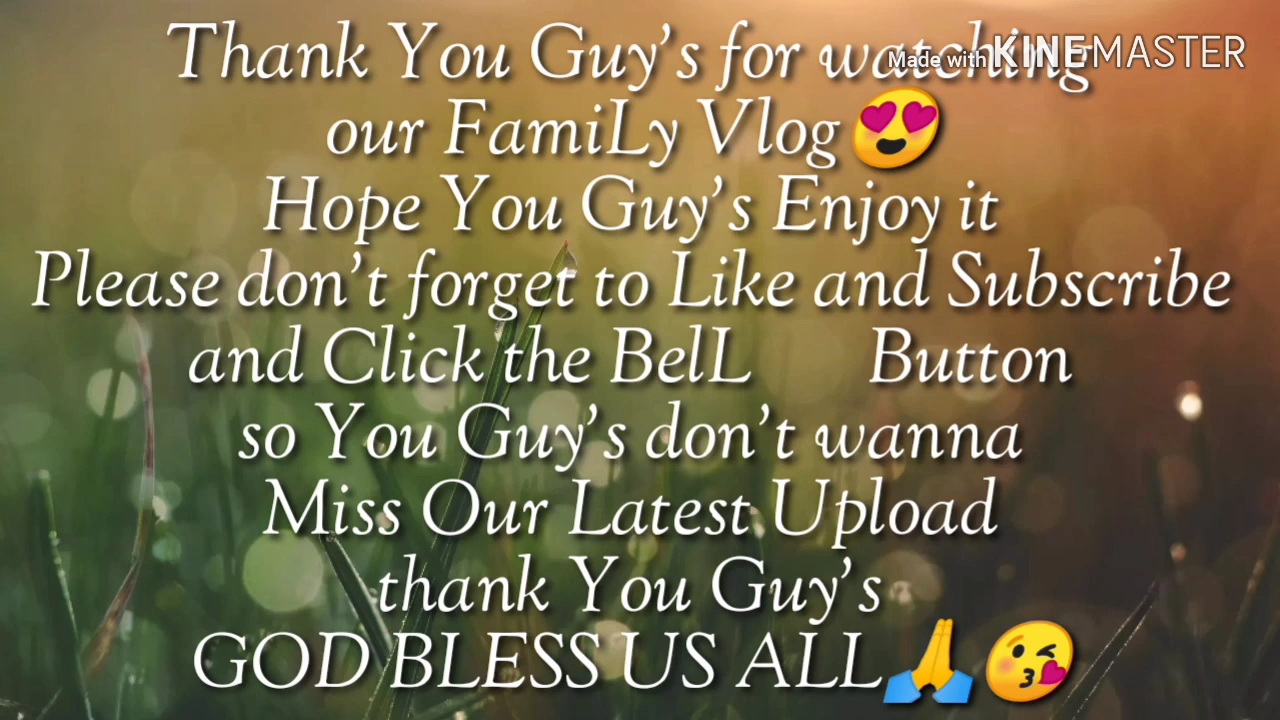 Thank You Guy's for watching
Made with KINEMASTER
our FamiLy Vlog😍
Hope You Guy's Enjoy it
Please don't forget to Like and Subscribe
and Click the BelL Button
so You Guy's don't wanna
Miss Our Latest Upload
thank You Guy's
GOD BLESS US ALL🙏😘